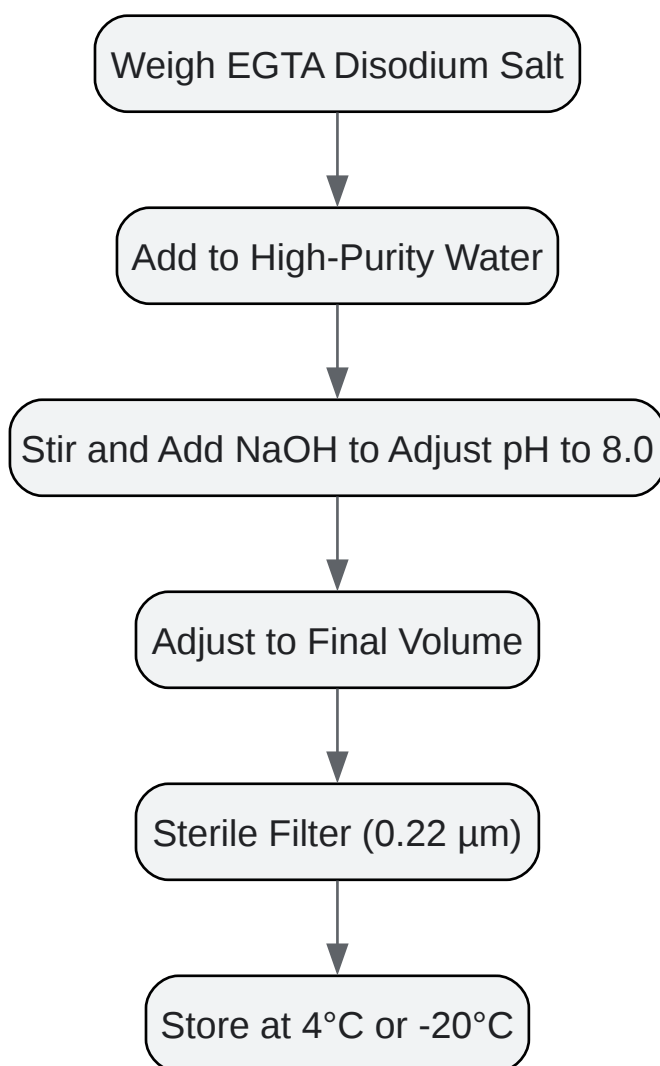 Weigh EGTA Disodium Salt
Add to High-Purity Water
Stir and Add NaOH to Adjust pH to 8.0
Adjust to Final Volume
Sterile Filter (0.22 µm)
Store at 4°C or -20°C